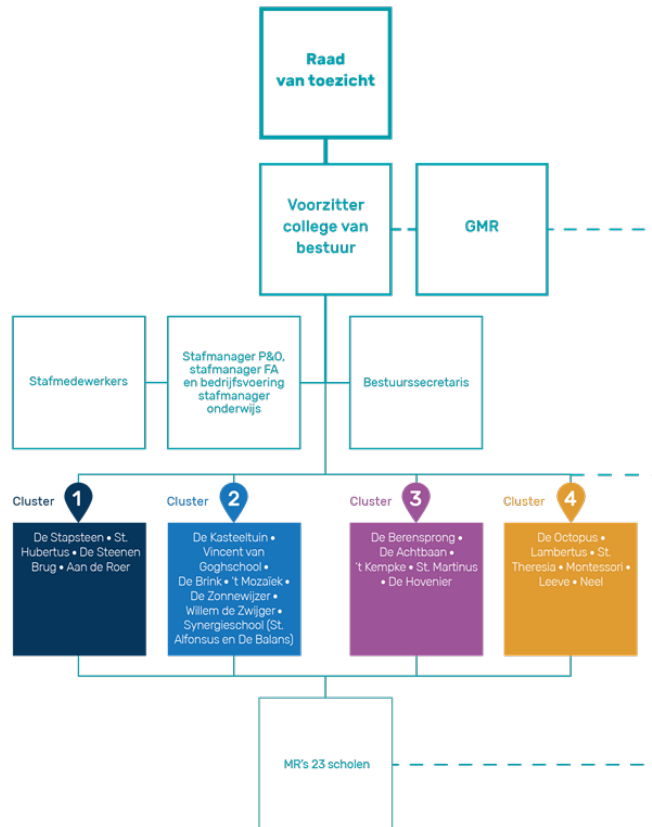 Raad
van toezicht
Voorzitter
college van
bestuur
GMR
Stafmedewerkers
Stafmanager P&O,
stafmanager FA
en bedrijfsvoering
stafmanager
onderwijs
Bestuurssecretaris
Cluster 1
De Stapsteen • St.
Hubertus • De Steenen
Brug • Aan de Roer
Cluster 2
De Kasteeltuin •
Vincent van
Goghschool •
De Brink • 't Mozaïek •
De Zonnewijzer •
Willem de Zwijger •
Synergieschool (St.
Alfonsus en De Balans)
Cluster 3
De Berensprong •
De Achtbaan •
't Kempke • St. Martinus
• De Hovenier
Cluster 4
De Octopus •
Lambertus • St.
Theresia • Montessori •
Leeve • Neel
MR's 23 scholen